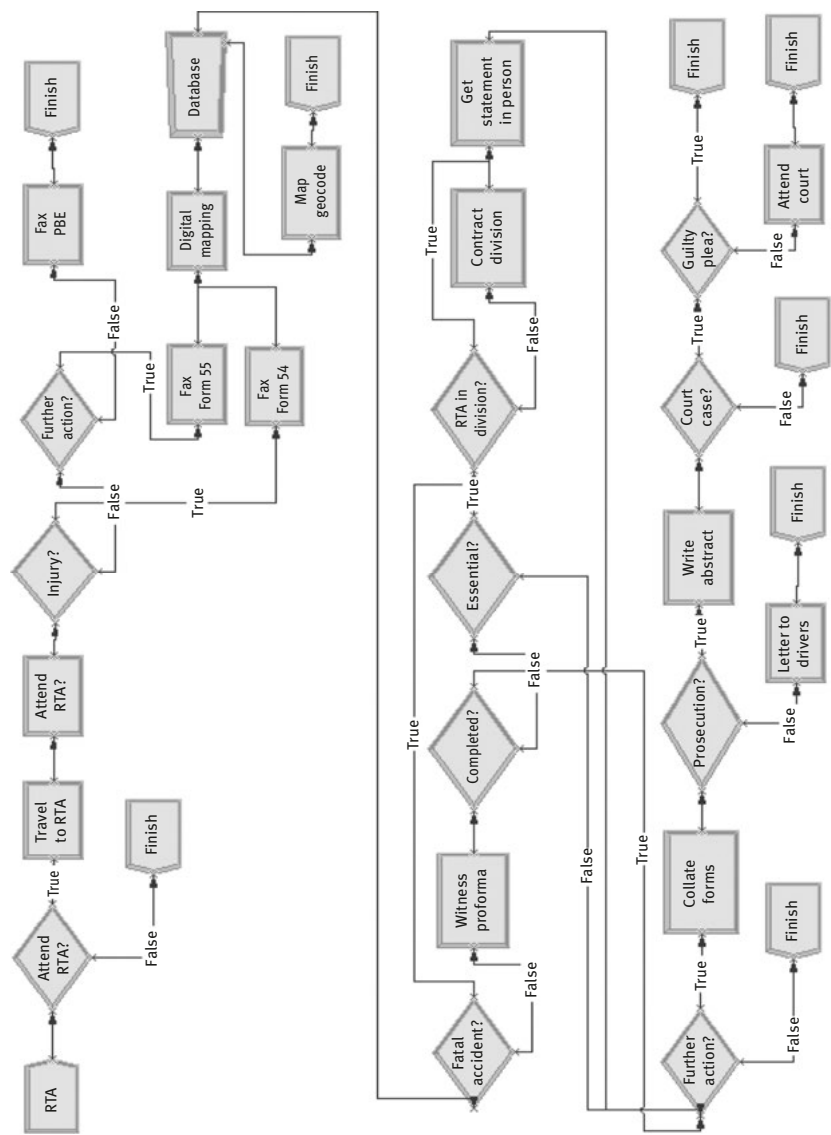 RTA
Attend
RTA?
True
False
Finish
Travel
to RTA
Attend
RTA?
Injury?
False
True
Further
action?
False
True
Fax
PBE
Finish
Fax
Form 55
Fax
Form 54
Digital
mapping
Database
Map
geocode
Finish
Fatal
accident?
True
False
Witness
proforma
Completed?
False
True
Essential?
True
False
RTA in
division?
True
False
Contract
division
Get
statement
in person
Further
action?
True
False
Finish
Collate
forms
Prosecution?
True
False
Letter to
drivers
Finish
Write
abstract
Court
case?
True
False
Finish
Guilty
plea?
True
False
Finish
Attend
court
Finish